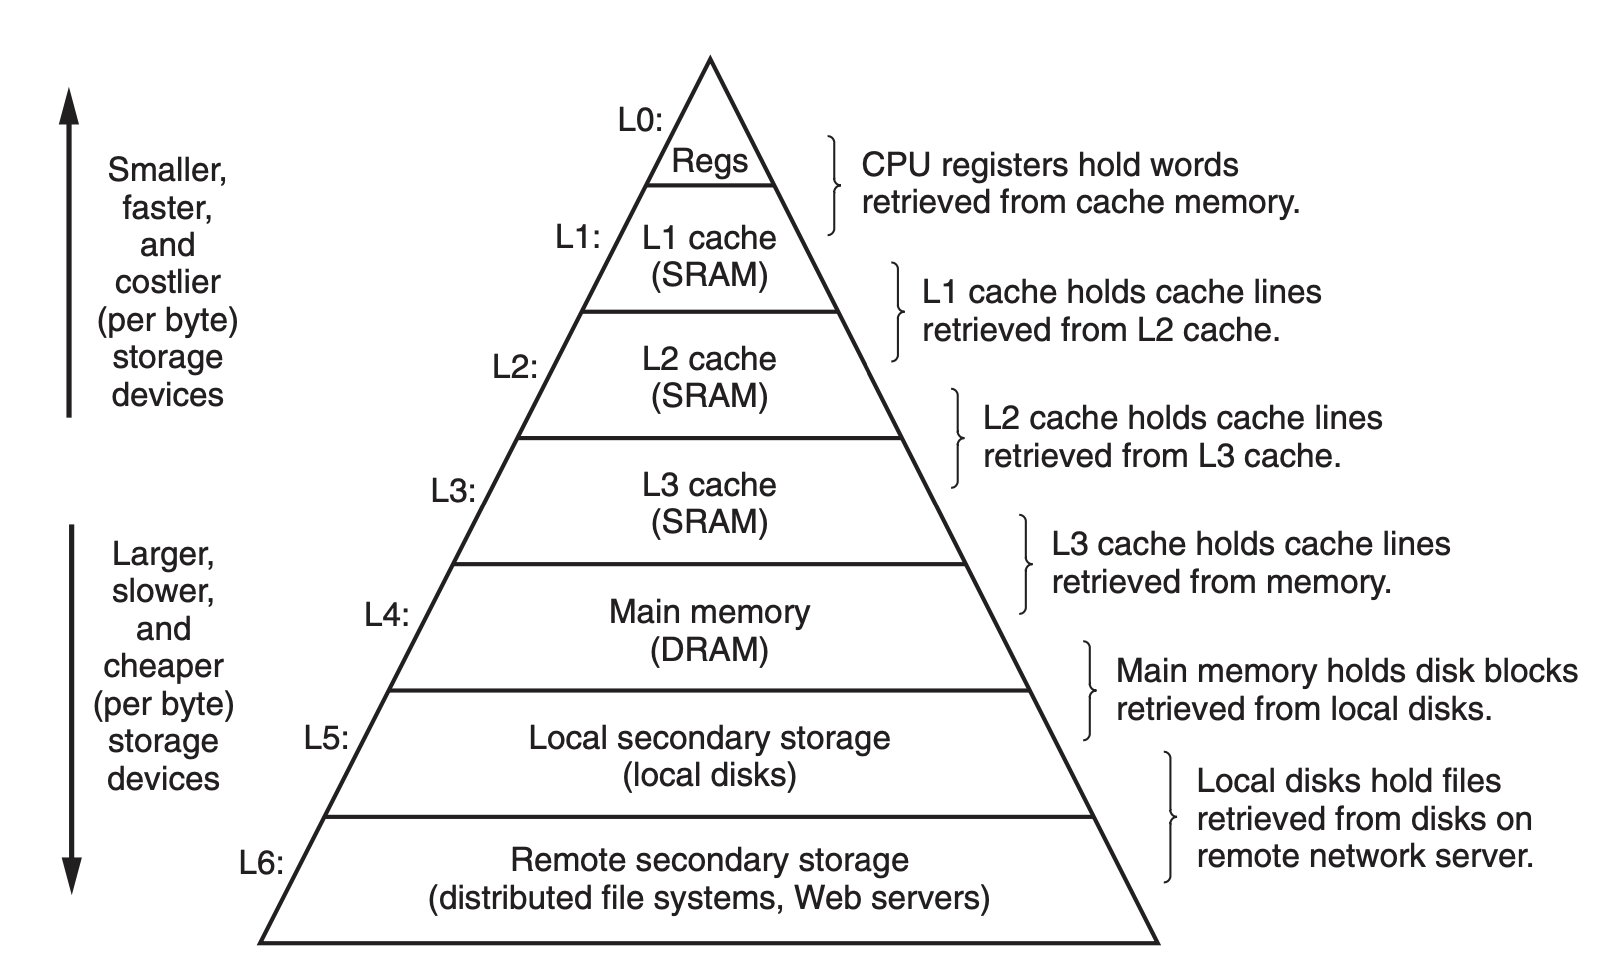 Smaller,
faster,
and
costlier
(per byte)
storage
devices
Larger,
slower,
and
cheaper
(per byte)
storage
devices
L0:
Regs
CPU registers hold words
retrieved from cache memory.
L1:
L1 cache
(SRAM)
L1 cache holds cache lines
retrieved from L2 cache.
L2:
L2 cache
(SRAM)
L2 cache holds cache lines
retrieved from L3 cache.
L3:
L3 cache
(SRAM)
L3 cache holds cache lines
retrieved from memory.
L4:
Main memory
(DRAM)
Main memory holds disk blocks
retrieved from local disks.
L5:
Local secondary storage
(local disks)
Local disks hold files
retrieved from disks on
remote network server.
L6:
Remote secondary storage
(distributed file systems, Web servers)